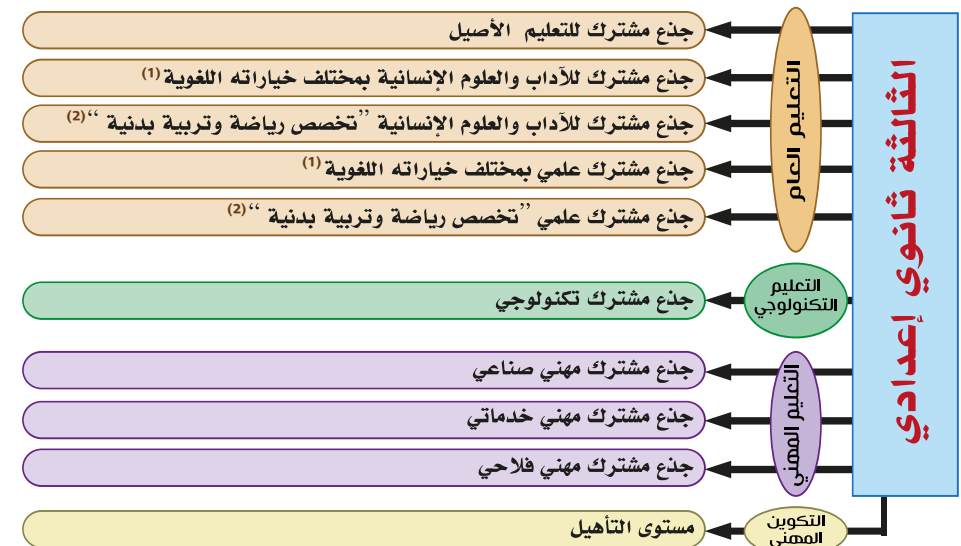 الثالثة ثانوي إعدادي
التعليم العام
جذع مشترك للتعليم الأصيل
جذع مشترك للآداب والعلوم الإنسانية بمختلف خياراته اللغوية (1)
جذع مشترك للآداب والعلوم الإنسانية ”تخصص رياضة وتربية بدنية “(2)
جذع مشترك علمي بمختلف خياراته اللغوية (1)
جذع مشترك علمي ”تخصص رياضة وتربية بدنية “(2)
التعليم
التكنولوجي
جذع مشترك تكنولوجي
التعليم المهني
جذع مشترك مهني صناعي
جذع مشترك مهني خدماتي
جذع مشترك مهني فلاحي
التكوين
المهني
مستوى التأهيل